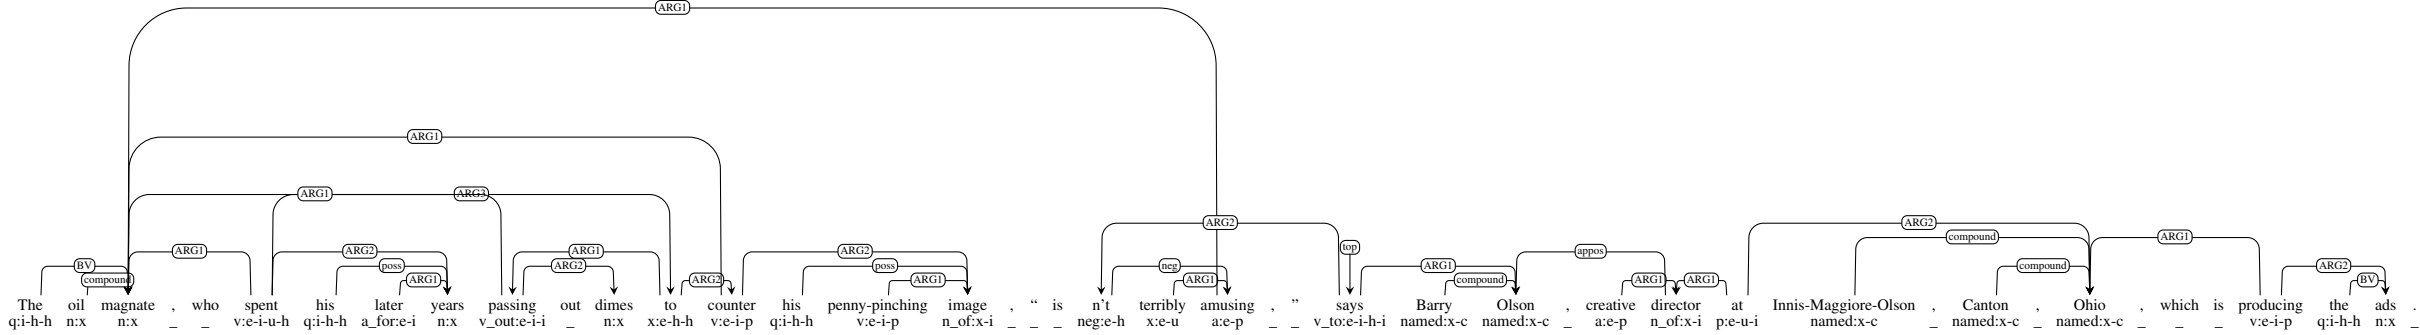 ARG1
ARG1
ARG1 ARG3
ARG2 ARG2
compound ARG1
top
ARG1 ARG2 ARG1 ARG2 appos
BV poss ARG2 poss neg ARG1 compound ARG2
compound ARG1 ARG2 ARG1 ARG1 compound ARG1 ARG1 BV
The oil magnate , who spent his later years passing out dimes to counter his penny-pinching image , “ is n’t terribly amusing , ” says Barry Olson , creative director . at Innis-Maggiore-Olson , Canton , Ohio , which is producing the ads .
q:i-h-h n:x n:x _ _ v:e-i-u-h q:i-h-h a_for:e-i n:x v_out:e-i-i _ n:x x:e-h-h v:e-i-p q:i-h-h v:e-i-p n_of:x-i _ _ _ neg:e-h x:e-u a:e-p _ _ v_to:e-i-h-i named:x-c named:x-c _ a:e-p n_of:x-i p:e-u-i named:x-c _ named:x-c _ named:x-c _ _ _ v:e-i-p q:i-h-h n:x _